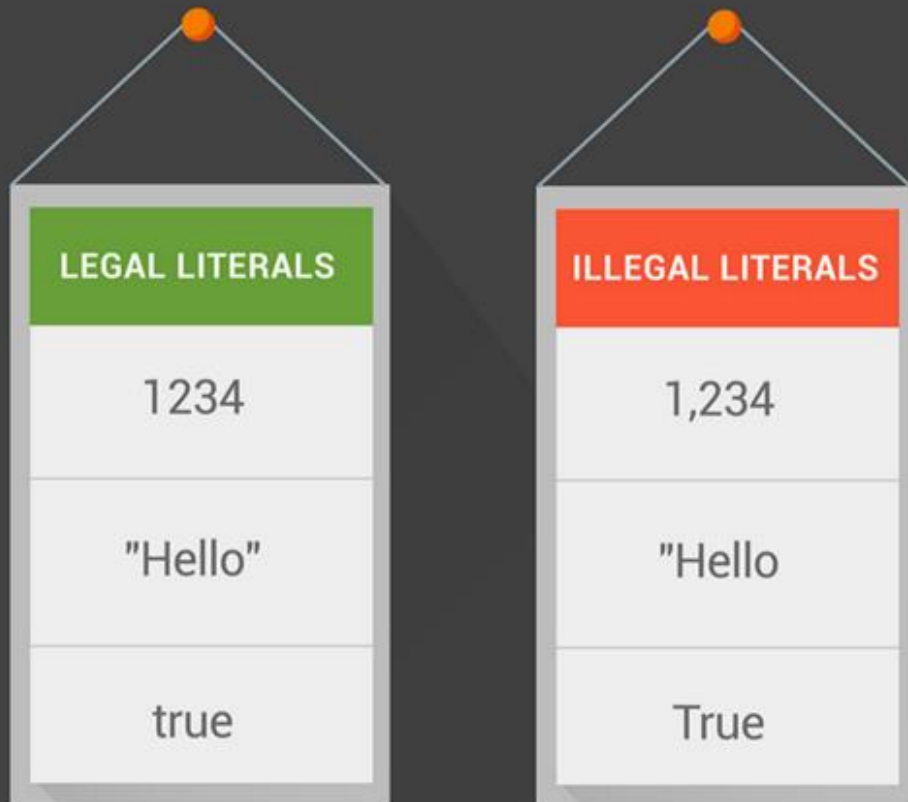 LEGAL LITERALS
1234
"Hello"
true
ILLEGAL LITERALS
1,234
"Hello
True